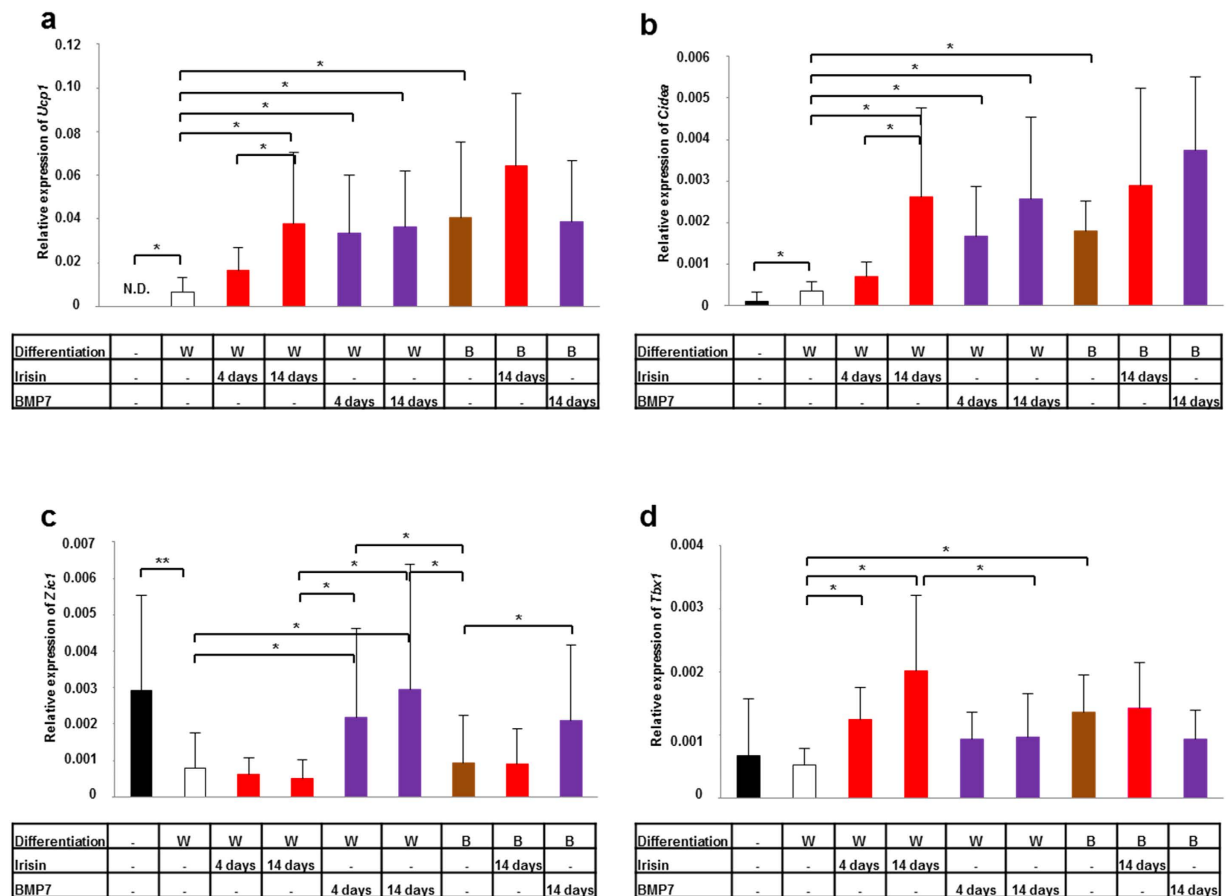 a
0.12
0.10
0.08
0.06
0.04
0.02
0
Relative expression of Ucp1
N.D.
*
*
*
*
*
*
Differentiation - W W W W W B B B
Irisin - - 4 days 14 days - - - 14 days -
BMP7 - - - - 4 days 14 days - - 14 days
b
0.006
0.005
0.004
0.003
0.002
0.001
0
Relative expression of Cidea
*
*
*
*
*
*
Differentiation - W W W W W B B B
Irisin - - 4 days 14 days - - - 14 days -
BMP7 - - - - 4 days 14 days - - 14 days
c
0.007
0.006
0.005
0.004
0.003
0.002
0.001
0
Relative expression of Zic1
**
*
*
*
*
*
*
*
Differentiation - W W W W W B B B
Irisin - - 4 days 14 days - - - 14 days -
BMP7 - - - - 4 days 14 days - - 14 days
d
0.004
0.003
0.002
0.001
0
Relative expression of Tbx1
*
*
*
*
Differentiation - W W W W W B B B
Irisin - - 4 days 14 days - - - 14 days -
BMP7 - - - - 4 days 14 days - - 14 days